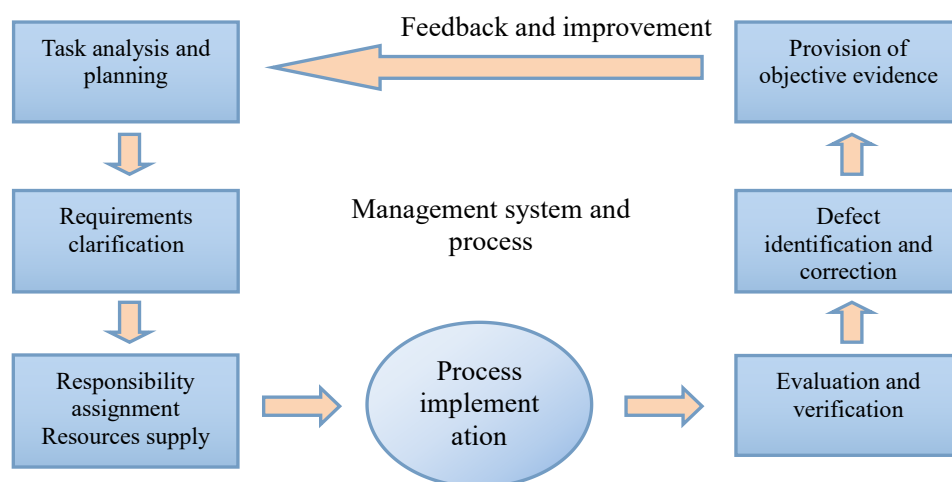 Task analysis and
planning
Feedback and improvement
Provision of
objective evidence
Requirements
clarification
Management system and
process
Defect
identification and
correction
Responsibility
assignment
Resources supply
Process
implement
ation
Evaluation and
verification